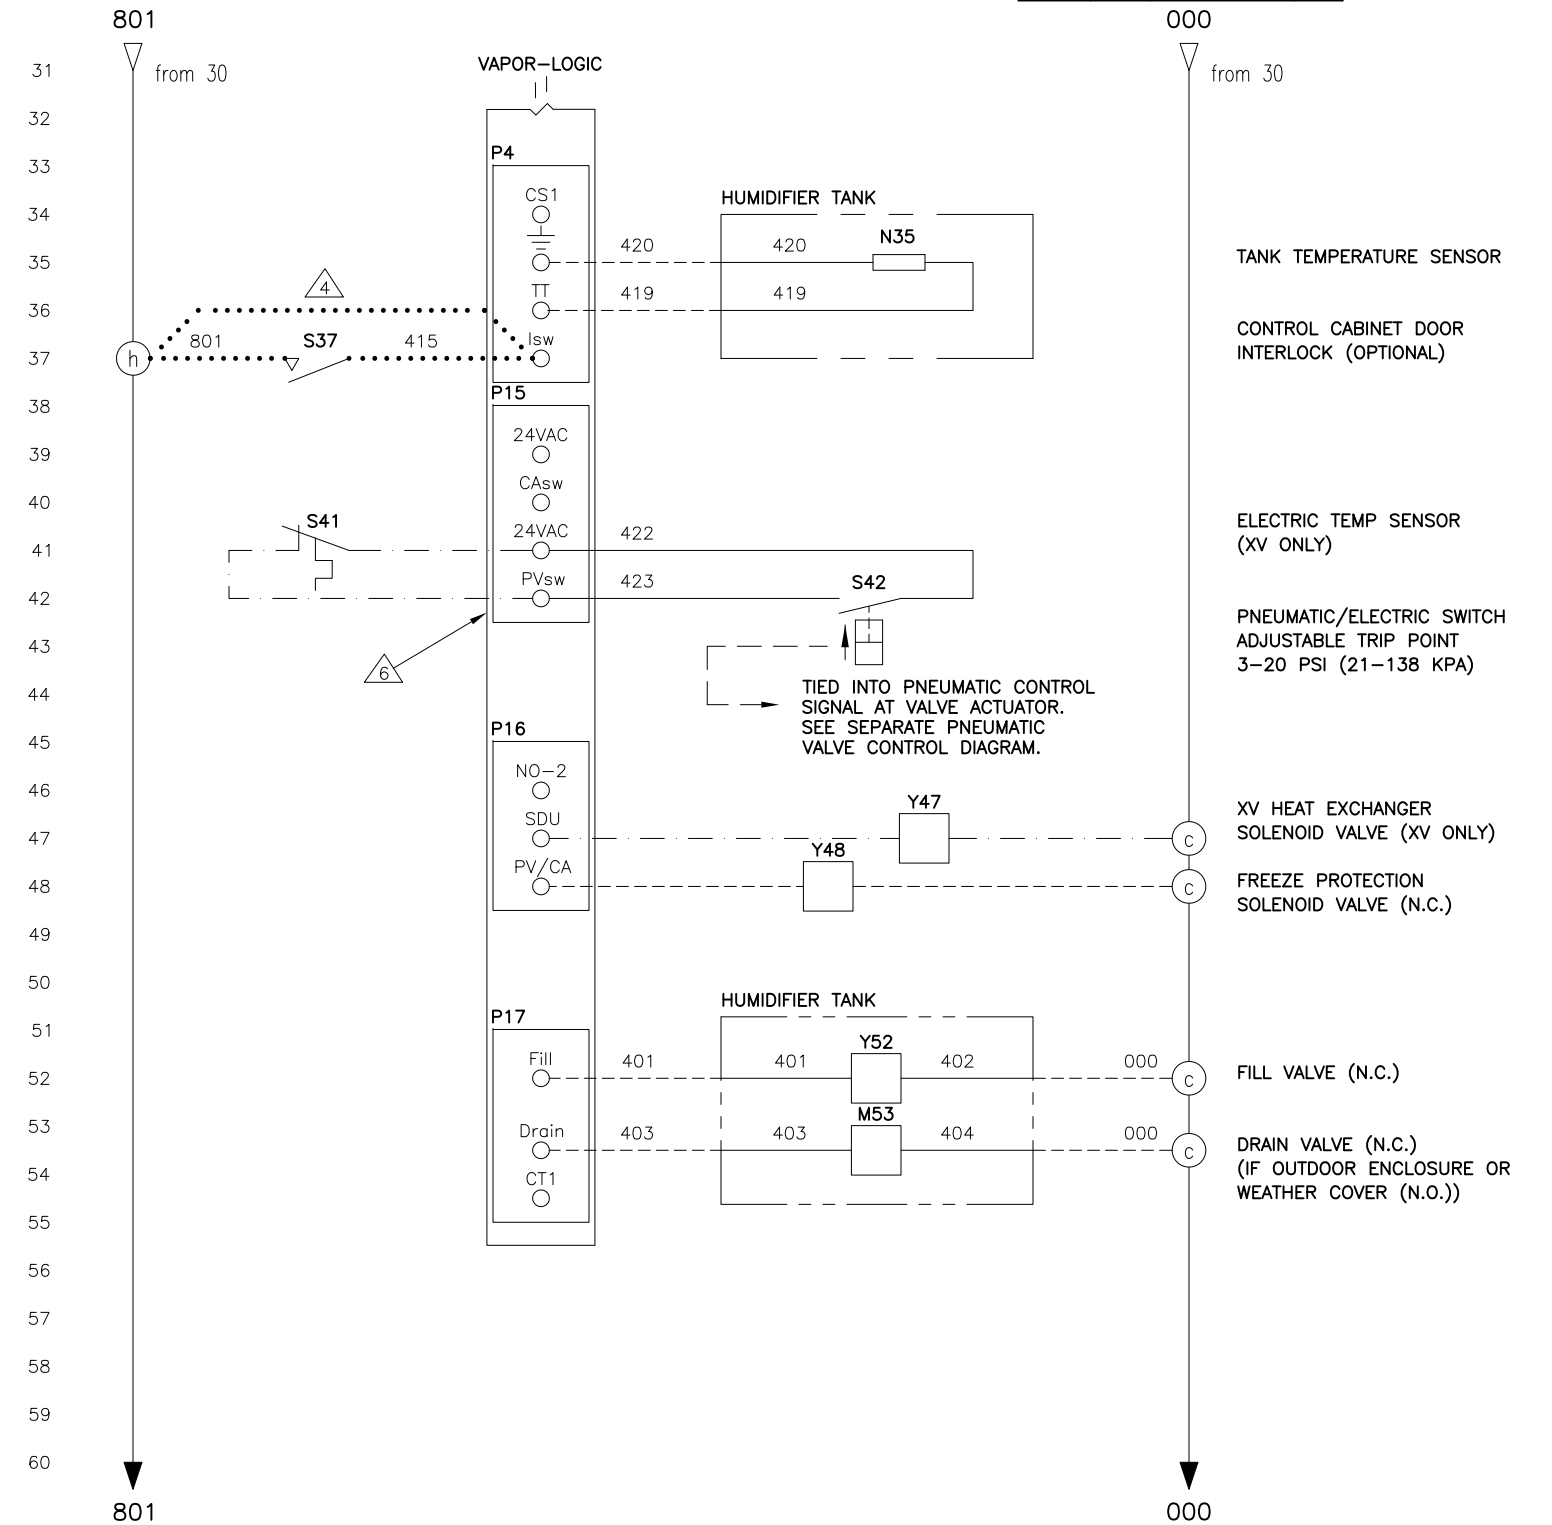 801
000
31
from 30
VAPOR-LOGIC
from 30
32
33
P4
CS1
HUMIDIFIER TANK
34
420
420
N35
35
TANK TEMPERATURE SENSOR
4
TT
419
419
36
801
S37
415
Isw
CONTROL CABINET DOOR
INTERLOCK (OPTIONAL)
h
37
P15
38
24VAC
39
CAsw
40
S41
24VAC
422
ELECTRIC TEMP SENSOR
(XV ONLY)
41
PVsw
423
S42
42
PNEUMATIC/ELECTRIC SWITCH
ADJUSTABLE TRIP POINT
3-20 PSI (21-138 KPA)
43
6
44
TIED INTO PNEUMATIC CONTROL
SIGNAL AT VALVE ACTUATOR.
SEE SEPARATE PNEUMATIC
VALVE CONTROL DIAGRAM.
P16
45
NO-2
46
SDU
Y47
XV HEAT EXCHANGER
SOLENOID VALVE (XV ONLY)
47
c
PV/CA
Y48
48
c
FREEZE PROTECTION
SOLENOID VALVE (N.C.)
49
50
HUMIDIFIER TANK
P17
51
Fill
401
401
Y52
402
000
52
c
FILL VALVE (N.C.)
53
Drain
403
403
M53
404
000
c
DRAIN VALVE (N.C.)
(IF OUTDOOR ENCLOSURE OR
WEATHER COVER (N.O.))
54
CT1
55
56
57
58
59
60
801
000